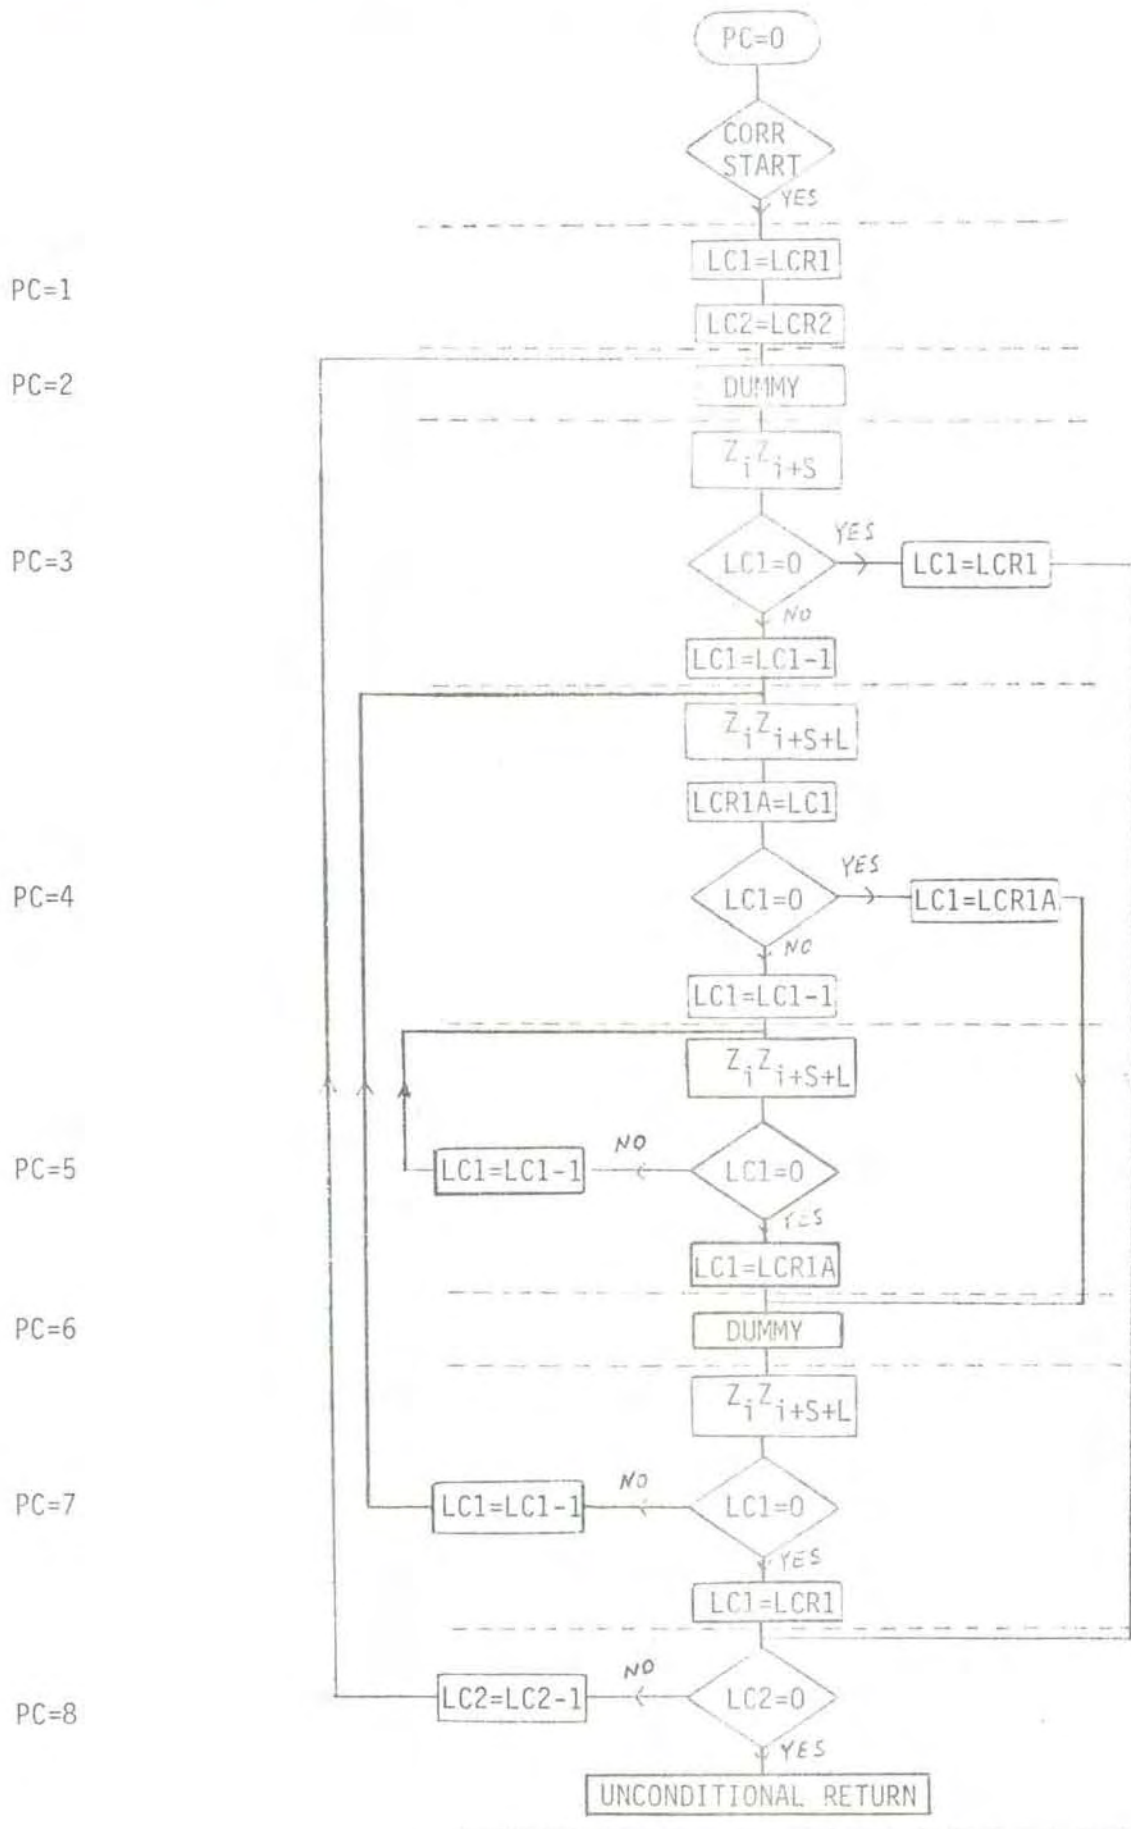 PC=0
CORR
START
YES
LC1=LCR1
PC=1
LC2=LCR2
PC=2
DUMMY
ZiZi+S
YES
PC=3
LC1=0
LC1=LCR1
NO
LC1=LC1-1
ZiZi+S+L
LCR1A=LC1
YES
PC=4
LC1=0
LC1=LCR1A
NO
LC1=LC1-1
ZiZi+S+L
NO
PC=5
LC1=LC1-1
LC1=0
YES
LC1=LCR1A
PC=6
DUMMY
ZiZi+S+L
NO
PC=7
LC1=LC1-1
LC1=0
YES
LC1=LCR1
NO
PC=8
LC2=LC2-1
LC2=0
YES
UNCONDITIONAL RETURN